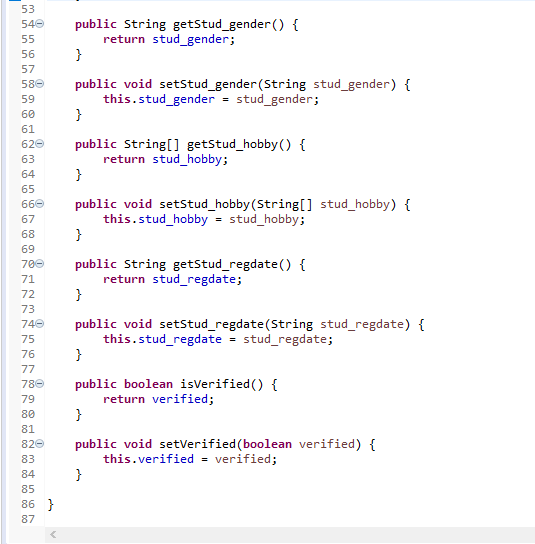 53
54    public String getStud_gender() {
55        return stud_gender;
56    }
57
58    public void setStud_gender(String stud_gender) {
59        this.stud_gender = stud_gender;
60    }
61
62    public String[] getStud_hobby() {
63        return stud_hobby;
64    }
65
66    public void setStud_hobby(String[] stud_hobby) {
67        this.stud_hobby = stud_hobby;
68    }
69
70    public String getStud_regdate() {
71        return stud_regdate;
72    }
73
74    public void setStud_regdate(String stud_regdate) {
75        this.stud_regdate = stud_regdate;
76    }
77
78    public boolean isVerified() {
79        return verified;
80    }
81
82    public void setVerified(boolean verified) {
83        this.verified = verified;
84    }
85
86 }
87